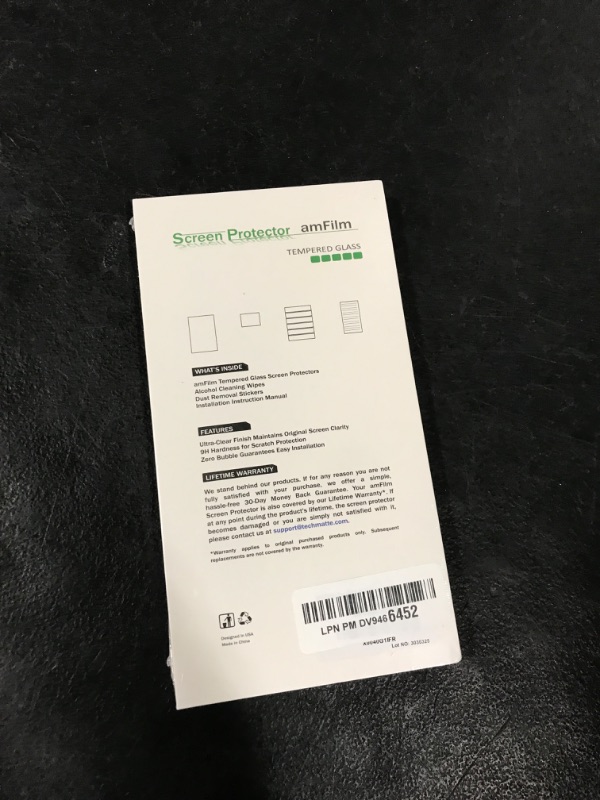 Screen Protector amFilm
TEMPERED GLASS
WHAT'S INSIDE
amFilm Tempered Glass Screen Protectors
Alcohol Cleaning Wipes
Dust Removal Stickers
Installation Instruction Manual
FEATURES
Ultra-Clear Finish Maintains Original Screen Clarity
9H Hardness for Scratch Protection
Zero Bubble Guarantees Easy Installation
LIFETIME WARRANTY
We stand behind our products. If for any reason you are not
fully satisfied with your purchase, we offer a simple,
hassle-free 30-Day Money Back Guarantee. Your amFilm
Screen Protector is also covered by our Lifetime Warranty*. If
at any point during the product's lifetime, the screen protector
becomes damaged or you are simply not satisfied with it,
please contact us at support@techmatte.com.
*Warranty applies to original purchased products only. Subsequent
replacements are not covered by the warranty.
LPN PM DV946 6452
Designed in USA
Made in China
Lot NO: